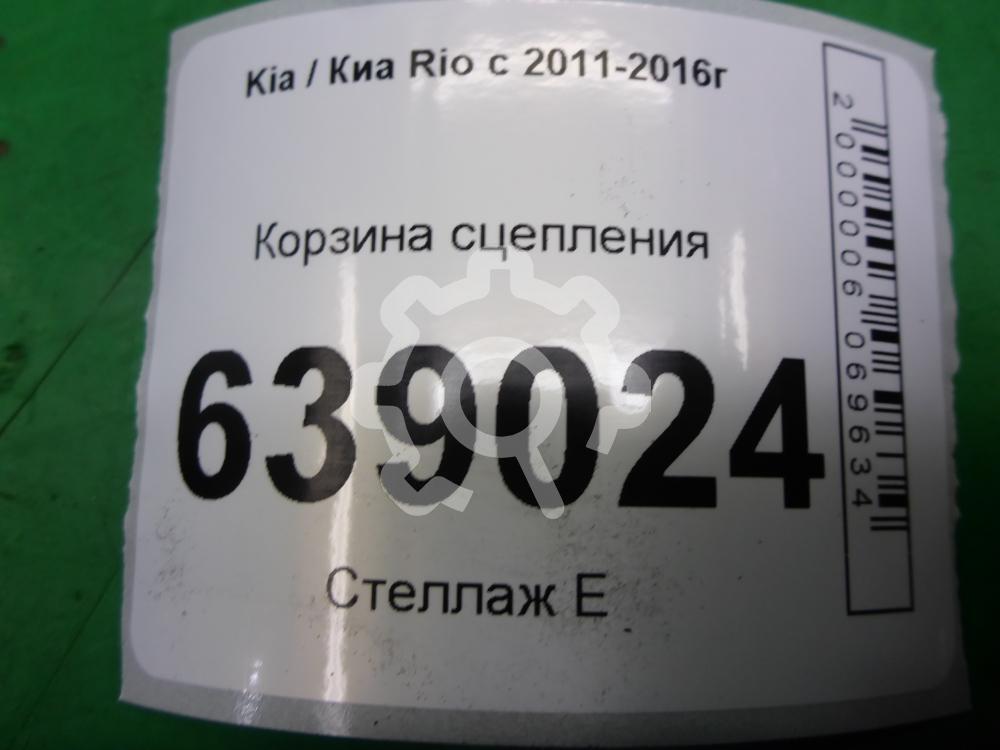 Kia / Киа Rio с 2011-2016г
Корзина сцепления
639024
Стеллаж Е
2000006069634